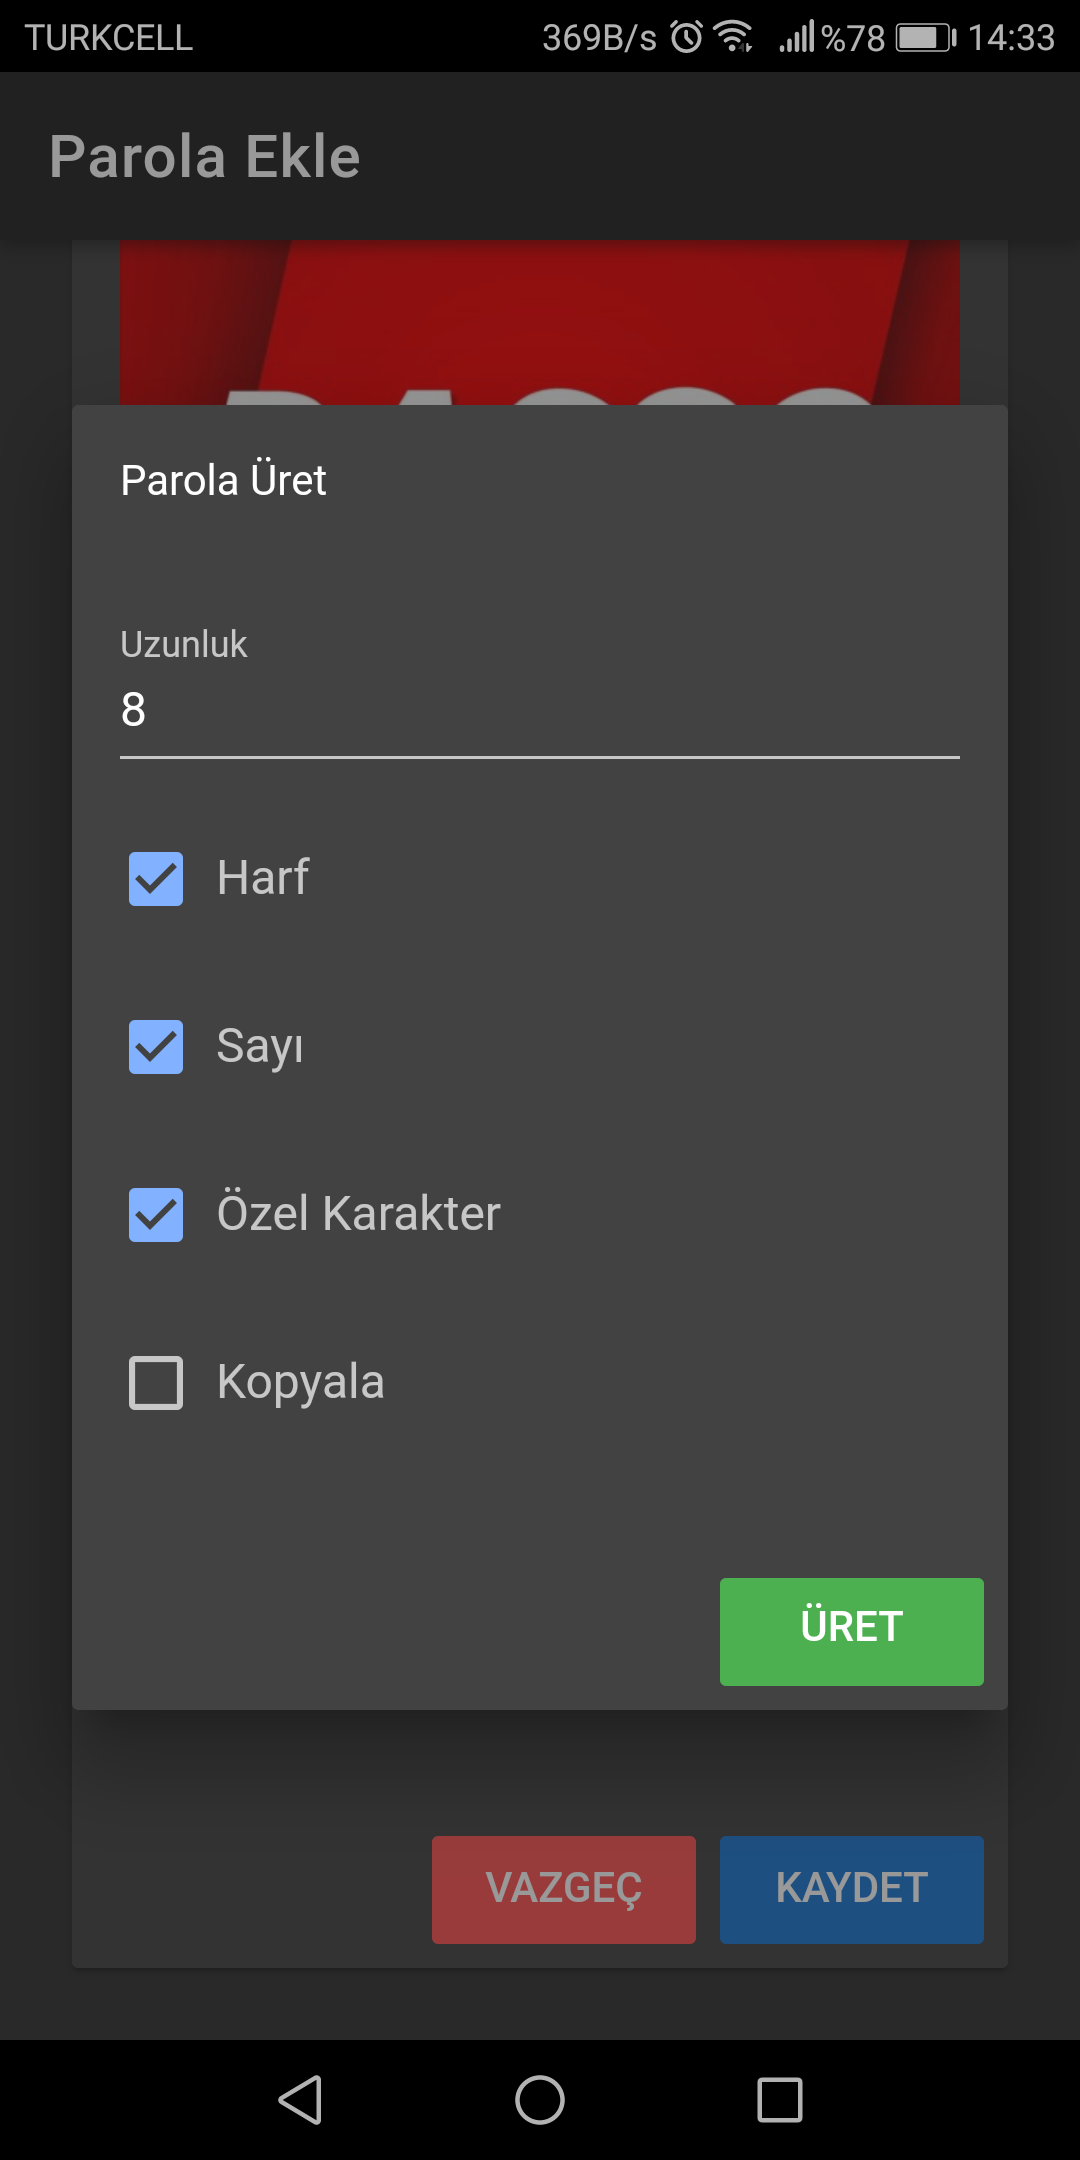 TURKCELL 369B/s %78 14:33
Parola Ekle
Parola Üret
Uzunluk
8
Harf
Sayı
Özel Karakter
Kopyala
ÜRET
VAZGEÇ KAYDET